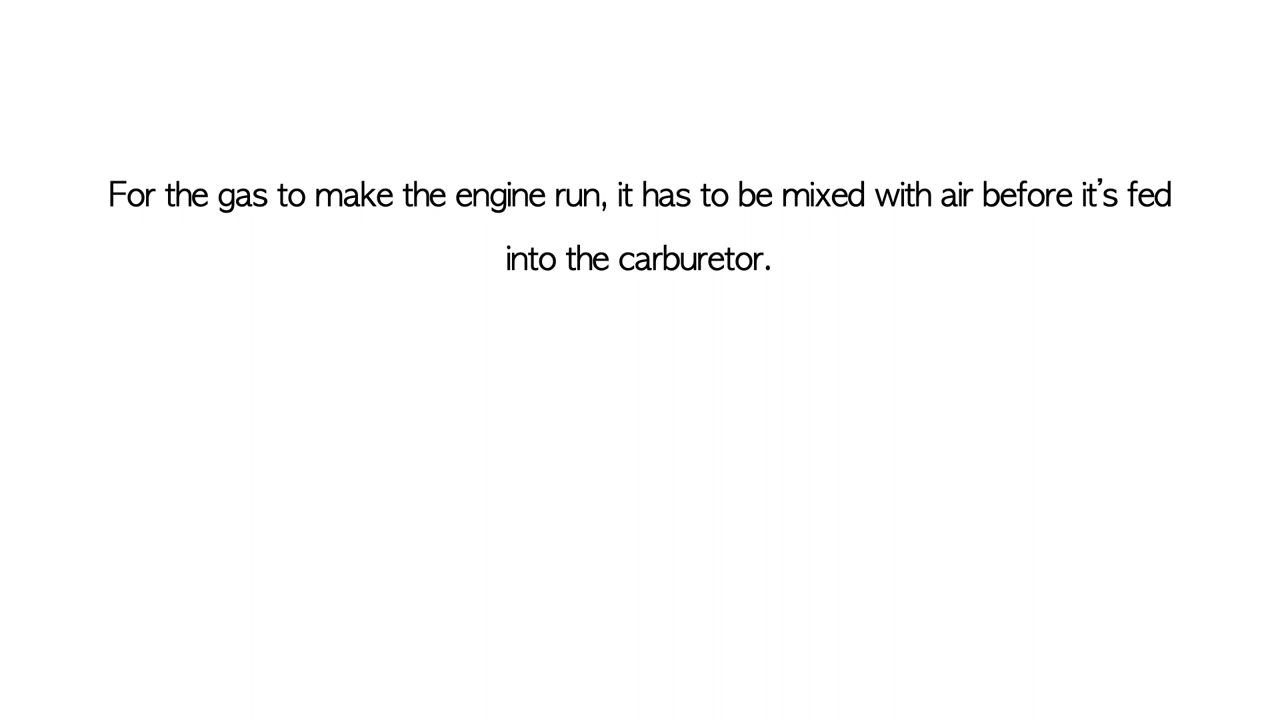 For the gas to make the engine run, it has to be mixed with air before it’s fed
into the carburetor.